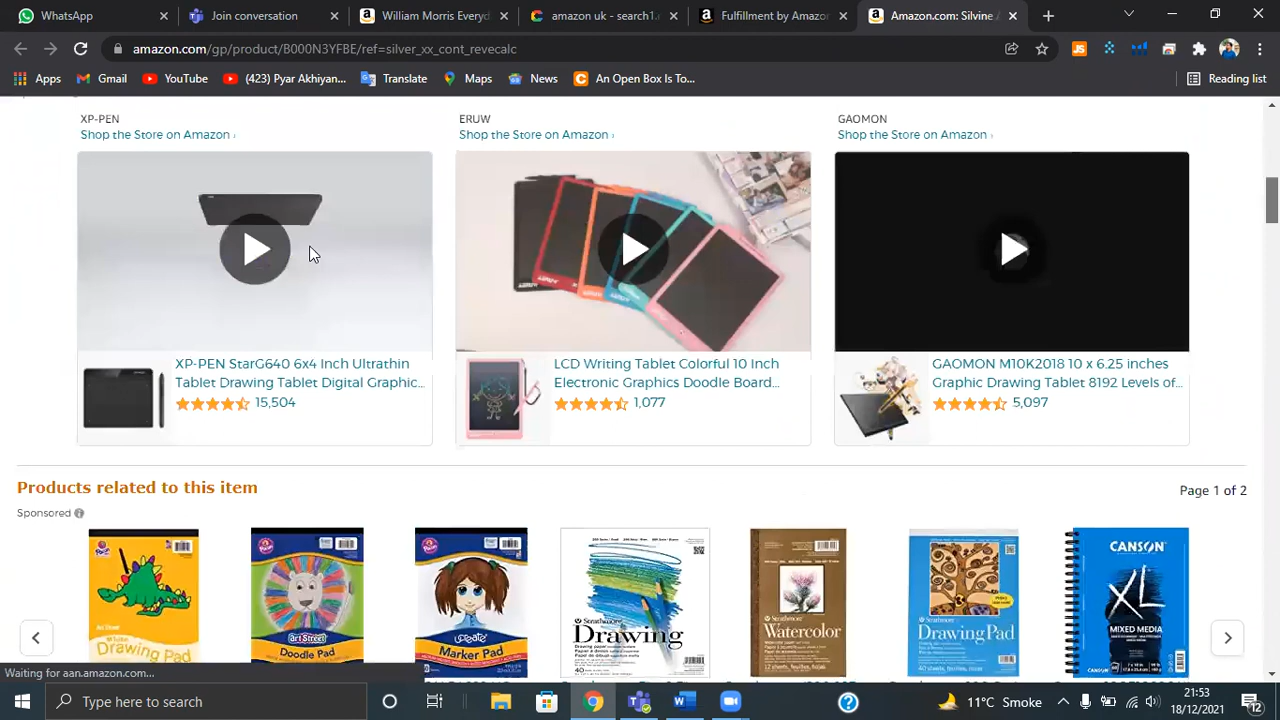 WhatsApp
Join conversation
William Morris Everyd
amazon uk - search1.c
Fulfillment by Amazo
Amazon.com: Silvine A
amazon.com/gp/product/B000N3YFBE/ref=silver_xx_cont_revecalc
Apps Gmail YouTube (423) Pyar Akhiyan... Translate Maps News An Open Box Is To... Reading list
XP-PEN
Shop the Store on Amazon ›
ERUW
Shop the Store on Amazon ›
GAOMON
Shop the Store on Amazon ›
XP-PEN StarG640 6x4 Inch Ultrathin
Tablet Drawing Tablet Digital Graphic...
15,504
LCD Writing Tablet Colorful 10 Inch
Electronic Graphics Doodle Board...
1,077
GAOMON M10K2018 10 x 6.25 inches
Graphic Drawing Tablet 8192 Levels of...
5,097
Products related to this item
Page 1 of 2
Sponsored
Drawing Pad
art Street
Doodle Pad
Marker Pad
Strathmore
Drawing
Strathmore
Watercolor
Strathmore
Drawing Pad
CANSON
XL
MIXED MEDIA
Waiting for amazon.com...
Type here to search
11°C Smoke
21:53
18/12/2021
12